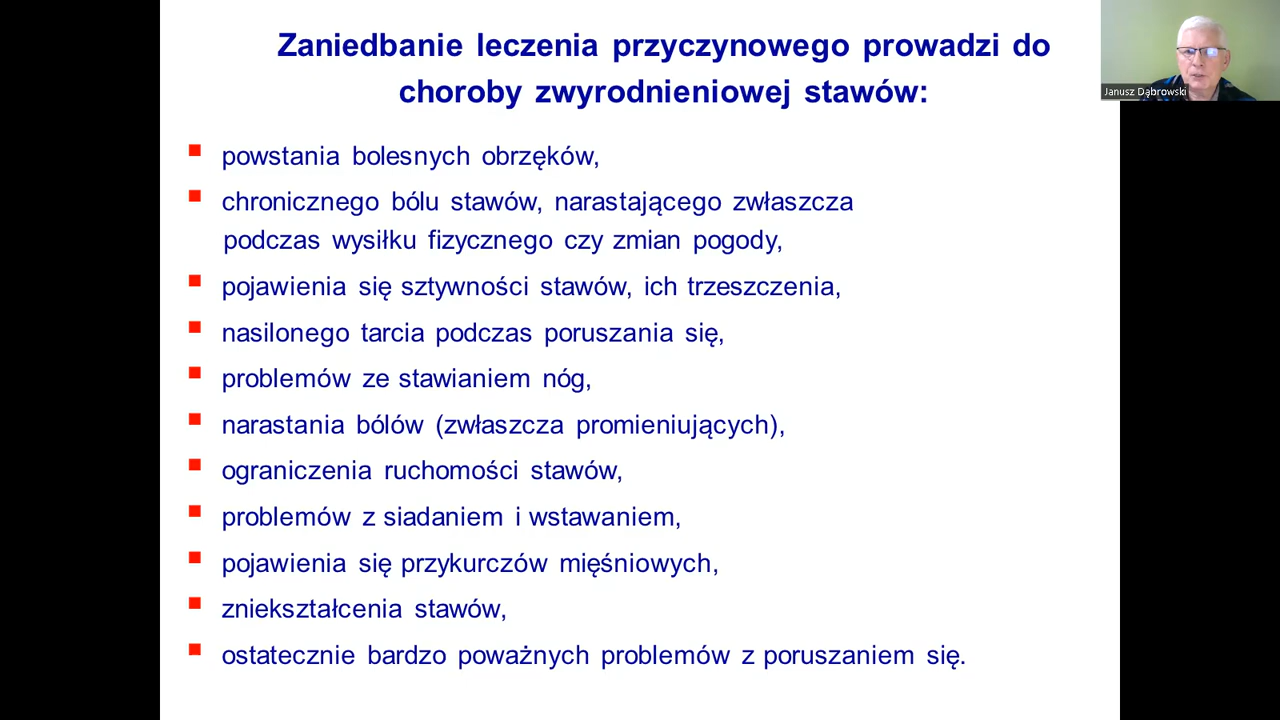 Zaniedbanie leczenia przyczynowego prowadzi do
choroby zwyrodnieniowej stawów:
Janusz Dąbrowski
powstania bolesnych obrzęków,
chronicznego bólu stawów, narastającego zwłaszcza
podczas wysiłku fizycznego czy zmian pogody,
pojawienia się sztywności stawów, ich trzeszczenia,
nasilonego tarcia podczas poruszania się,
problemów ze stawianiem nóg,
narastania bólów (zwłaszcza promieniujących),
ograniczenia ruchomości stawów,
problemów z siadaniem i wstawaniem,
pojawienia się przykurczów mięśniowych,
zniekształcenia stawów,
ostatecznie bardzo poważnych problemów z poruszaniem się.